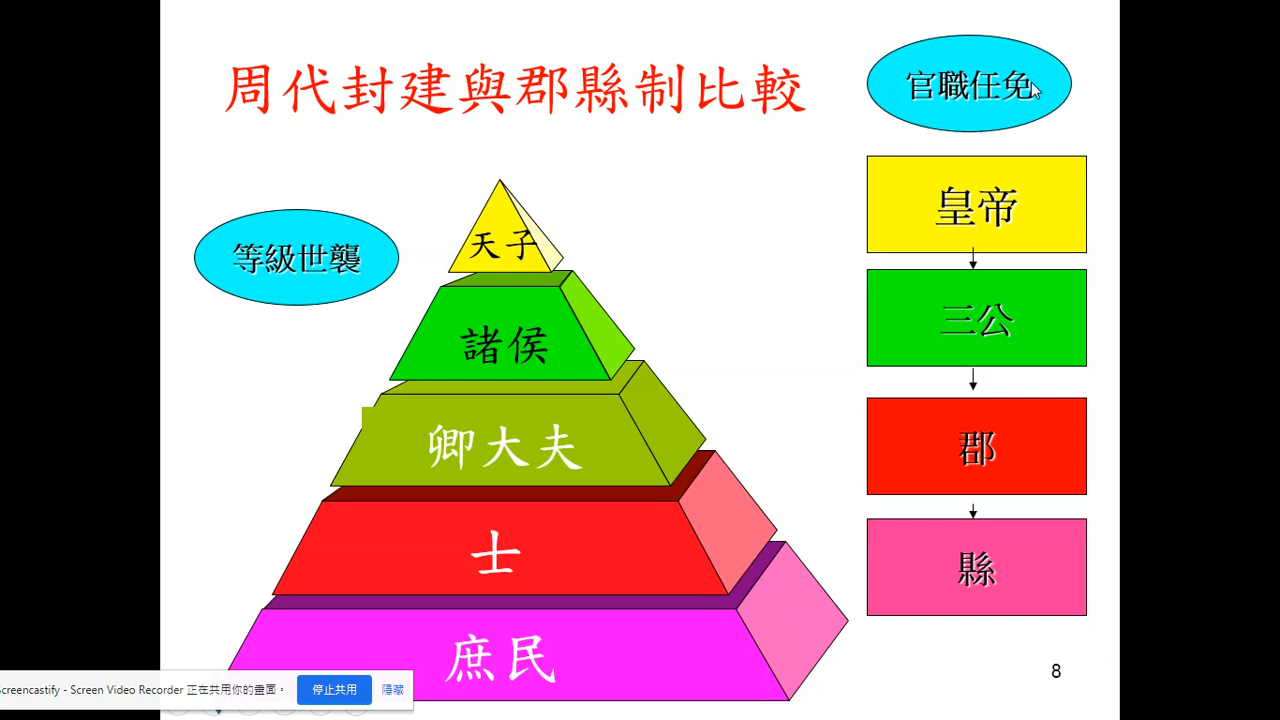 周代封建與郡縣制比較
官職任免
等級世襲
天子
諸侯
卿大夫
士
庶民
皇帝
三公
郡
縣
8
Screencastify - Screen Video Recorder 正在共用你的畫面。
停止共用
隱藏